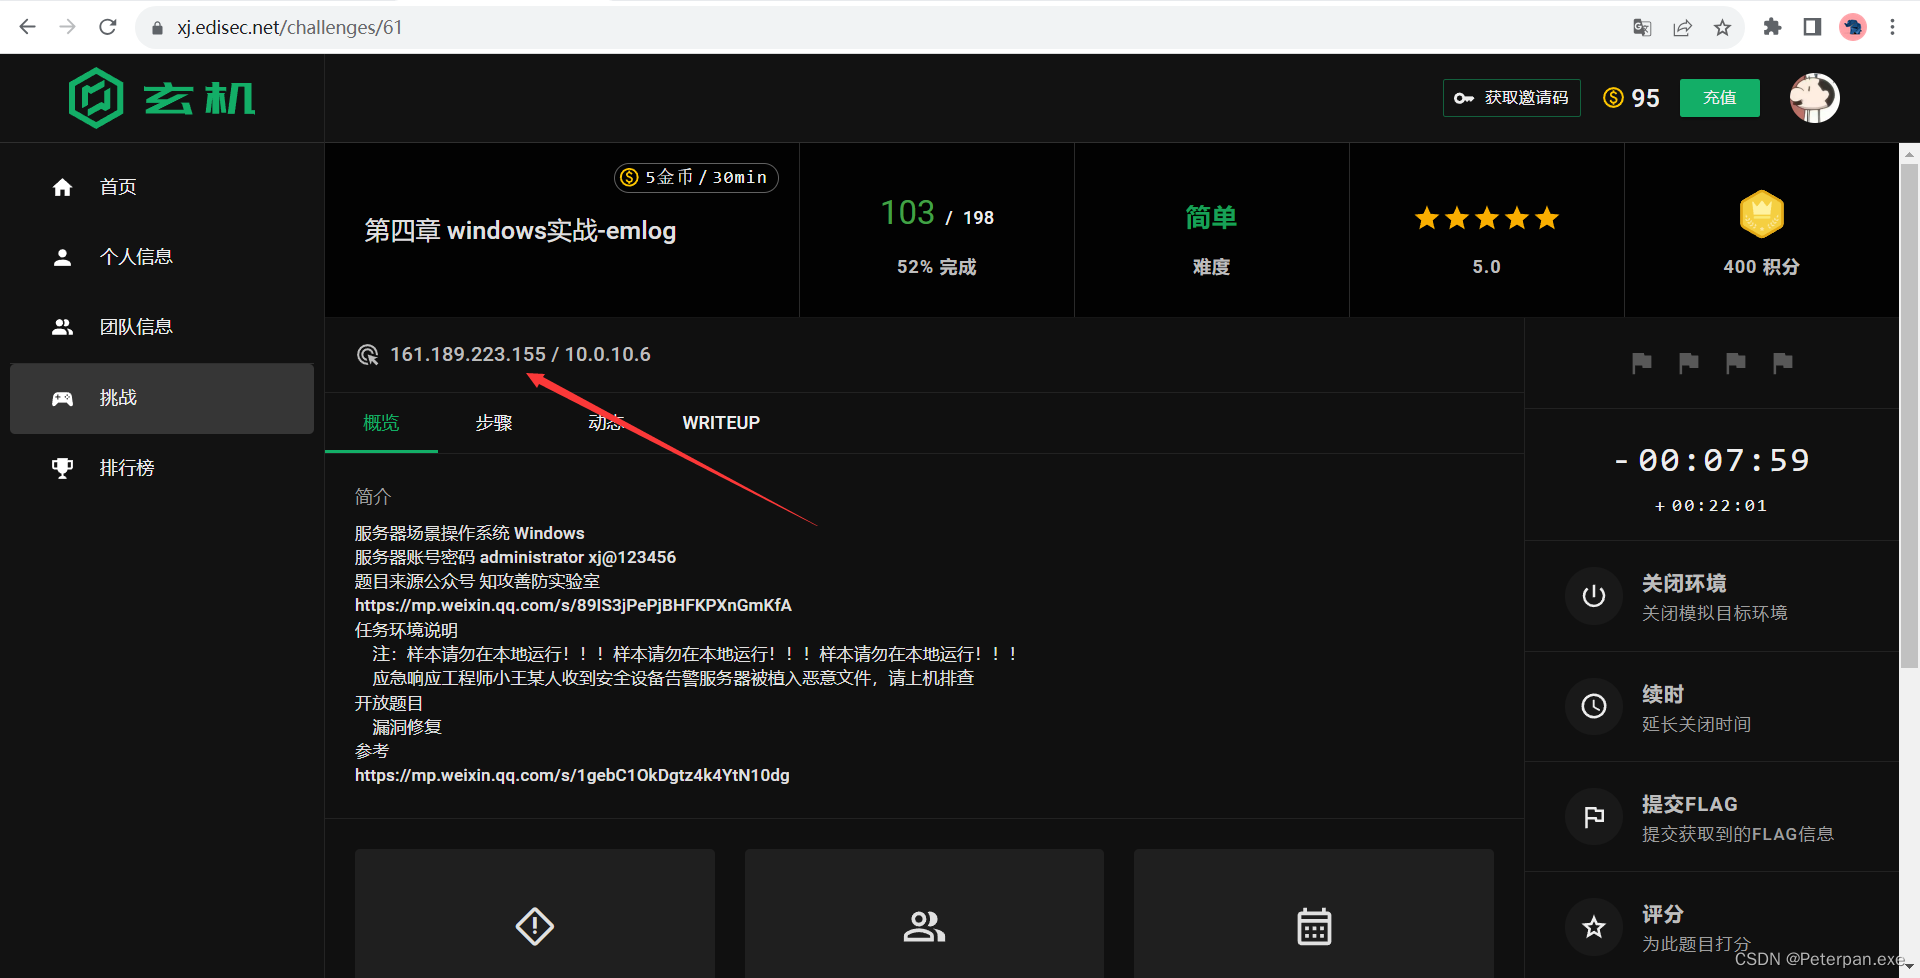 xj.edisec.net/challenges/61
玄机
获取邀请码
95
充值
首页
个人信息
团队信息
挑战
排行榜
5金币 / 30min
第四章 windows实战-emlog
103 / 198
52% 完成
简单
难度
5.0
400 积分
161.189.223.155 / 10.0.10.6
概览
步骤
动态
WRITEUP
简介
服务器场景操作系统 Windows
服务器账号密码 administrator xj@123456
题目来源公众号 知攻善防实验室
https://mp.weixin.qq.com/s/89IS3jPePjBHFKPXnGmKfA
任务环境说明
注：样本请勿在本地运行！！！样本请勿在本地运行！！！样本请勿在本地运行！！！
应急响应工程师小王某人收到安全设备告警服务器被植入恶意文件，请上机排查
开放题目
漏洞修复
参考
https://mp.weixin.qq.com/s/1gebC1OkDgtz4k4YtN10dg
-00:07:59
+00:22:01
关闭环境
关闭模拟目标环境
续时
延长关闭时间
提交FLAG
提交获取到的FLAG信息
评分
为此题目打分
CSDN @Peterpan.exe